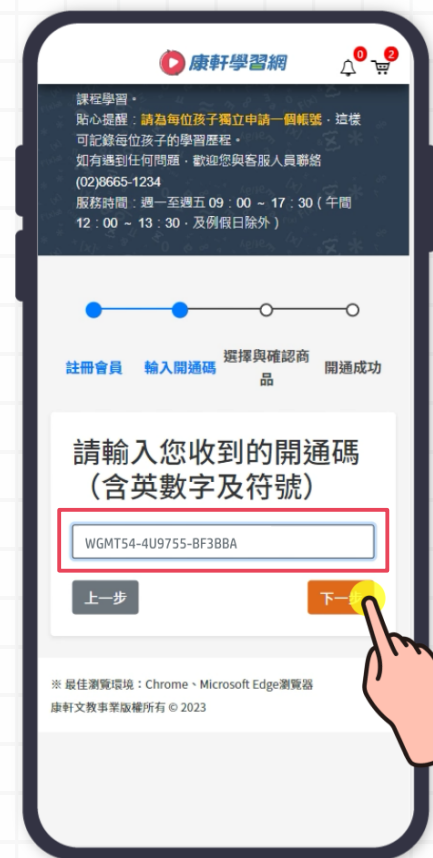 康軒學習網
0
2
課程學習。
貼心提醒：請為每位孩子獨立申請一個帳號，這樣
可記錄每位孩子的學習歷程。
如有遇到任何問題，歡迎您與客服人員聯絡
(02)8665-1234
服務時間：週一至週五 09：00 ~ 17：30 ( 午間
12：00 ~ 13：30，及例假日除外 )
註冊會員
輸入開通碼
選擇與確認商
品
開通成功
請輸入您收到的開通碼
（含英數字及符號）
WGMT54-4U9755-BF3BBA
上一步
下一步
※ 最佳瀏覽環境：Chrome、Microsoft Edge瀏覽器
康軒文教事業版權所有 © 2023